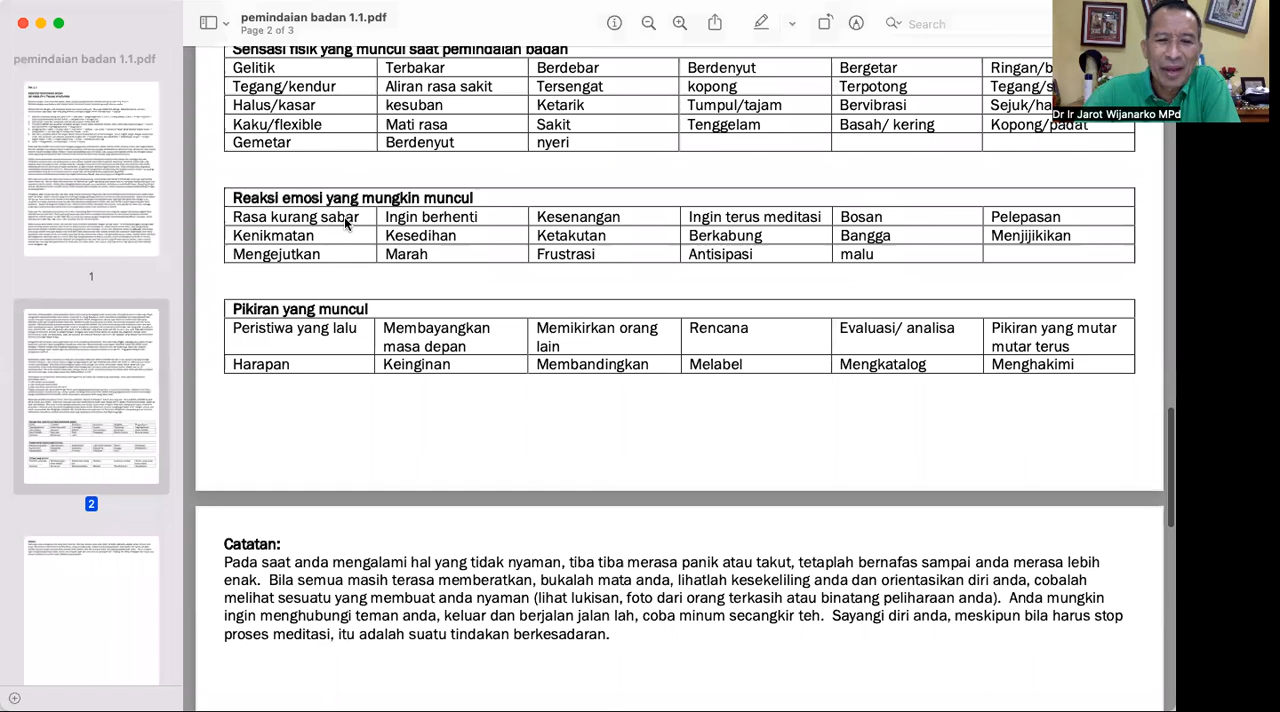 pemindaian badan 1.1.pdf
Page 2 of 3
Search
pemindaian badan 1.1.pdf
1
2
Dr Ir Jarot Wijanarko MPd
Sensasi fisik yang muncul saat pemindaian badan
Gelitik Terbakar Berdebar Berdenyut Bergetar
Tegang/kendur Aliran rasa sakit Tersengat kopong Terpotong
Halus/kasar kesuban Ketarik Tumpu/tajam Bervibrasi
Kaku/flexible Mati rasa Sakit Tenggelam Basah/ kering Kopong/padat
Gemetar Berdenyut nyeri
Reaksi emosi yang mungkin muncul
Rasa kurang sabar Ingin berhenti Kesenangan Ingin terus meditasi Bosan Pelepasan
Kenikmatan Kesedihan Ketakutan Berkabung Bangga Menjijikikan
Mengejutkan Marah Frustrasi Antisipasi malu
Pikiran yang muncul
Peristiwa yang lalu Membayangkan masa depan Memikirkan orang lain Rencana Evaluasi/ analisa Pikiran yang mutar mutar terus
Harapan Keinginan Membandingkan Melabel Mengkatalog Menghakimi
Catatan:
Pada saat anda mengalami hal yang tidak nyaman, tiba tiba merasa panik atau takut, tetaplah bernafas sampai anda merasa lebih
enak. Bila semua masih terasa memberatkan, bukalah mata anda, lihatlah kesekeliling anda dan orientasikan diri anda, cobalah
melihat sesuatu yang membuat anda nyaman (lihat lukisan, foto dari orang terkasih atau binatang peliharaan anda). Anda mungkin
ingin menghubungi teman anda, keluar dan berjalan jalan lah, coba minum secangkir teh. Sayangi diri anda, meskipun bila harus stop
proses meditasi, itu adalah suatu tindakan berkesadaran.